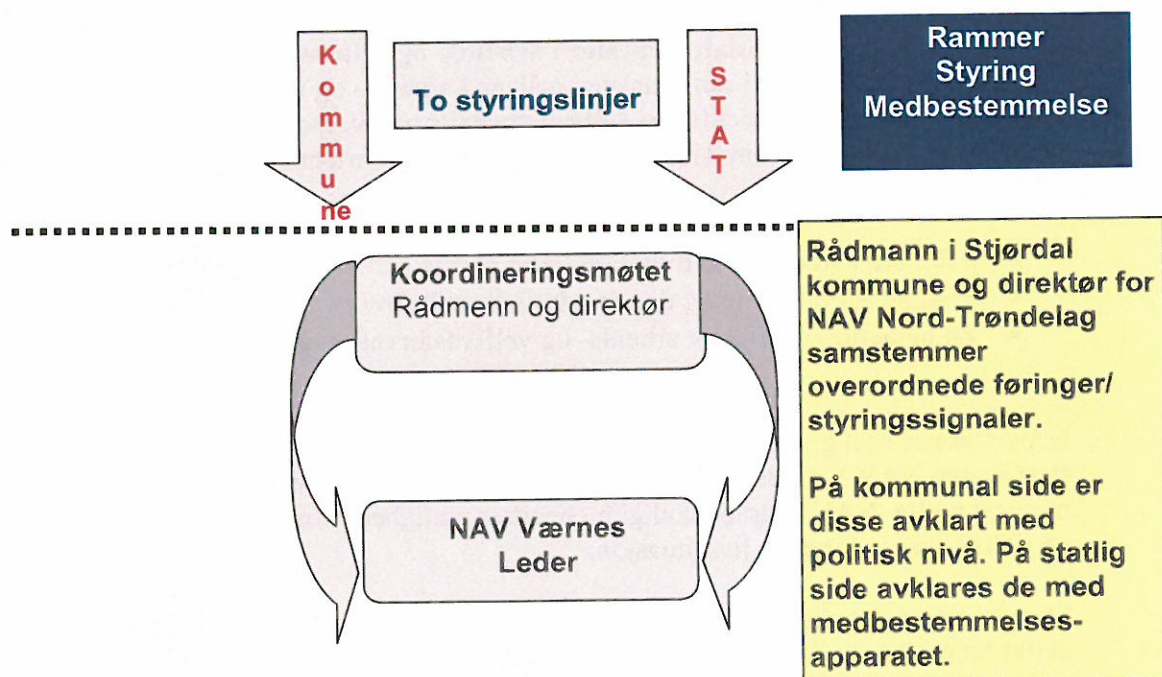 Kommune
To styringslinjer
STAT
Rammer
Styring
Medbestemmelse
Koordineringsmøtet
Rådmenn og direktør
NAV Værnes
Leder
Rådmann i Stjørdal
kommune og direktør for
NAV Nord-Trøndelag
samstemmer
overordnede føringer/
styringssignaler.
På kommunal side er
disse avklart med
politisk nivå. På statlig
side avklares de med
medbestemmelses-
apparatet.